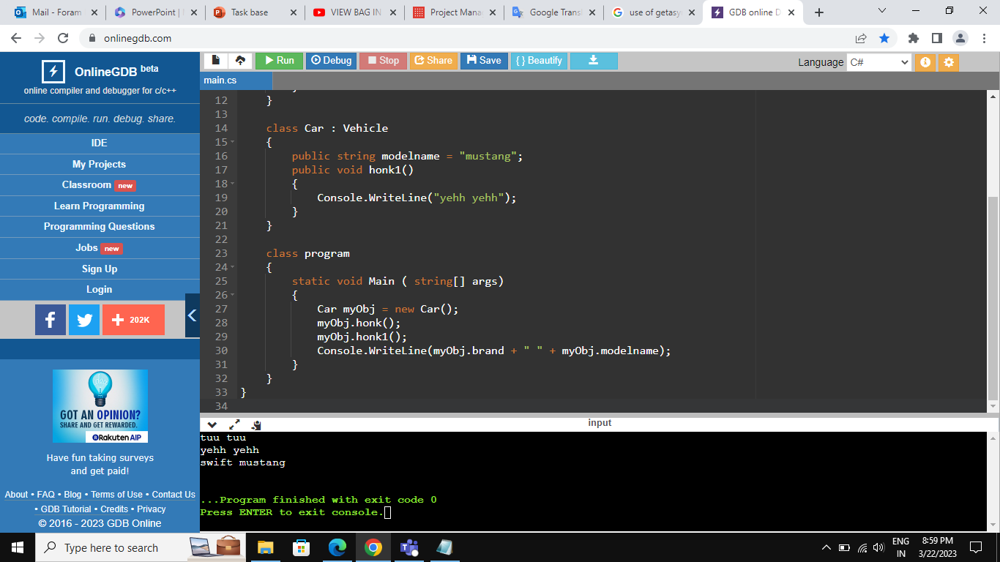 Mail - Foram
PowerPoint |
Task base
VIEW BAG IN
Project Mana
Google Transl
use of getasy
GDB online D
onlinegdb.com
OnlineGDB beta
online compiler and debugger for c/c++
code. compile. run. debug. share.
IDE
My Projects
Classroom new
Learn Programming
Programming Questions
Jobs new
Sign Up
Login
f
202K
GOT AN OPINION?
SHARE AND GET REWARDED.
Rakuten AIP
Have fun taking surveys
and get paid!
About • FAQ • Blog • Terms of Use • Contact Us
• GDB Tutorial • Credits • Privacy
© 2016 - 2023 GDB Online
Run
Debug
Stop
Share
Save
{ } Beautify
Language C#
main.cs
12 }
13
14 class Car : Vehicle
15 {
16 public string modelname = "mustang";
17 public void honk1()
18 {
19 Console.WriteLine("yehh yehh");
20 }
21 }
22
23 class program
24 {
25 static void Main ( string[] args)
26 {
27 Car myObj = new Car();
28 myObj.honk();
29 myObj.honk1();
30 Console.WriteLine(myObj.brand + " " + myObj.modelname);
31 }
32 }
33 }
34
input
tuu tuu
yehh yehh
swift mustang
...Program finished with exit code 0
Press ENTER to exit console.
Type here to search
ENG
IN
8:59 PM
3/22/2023